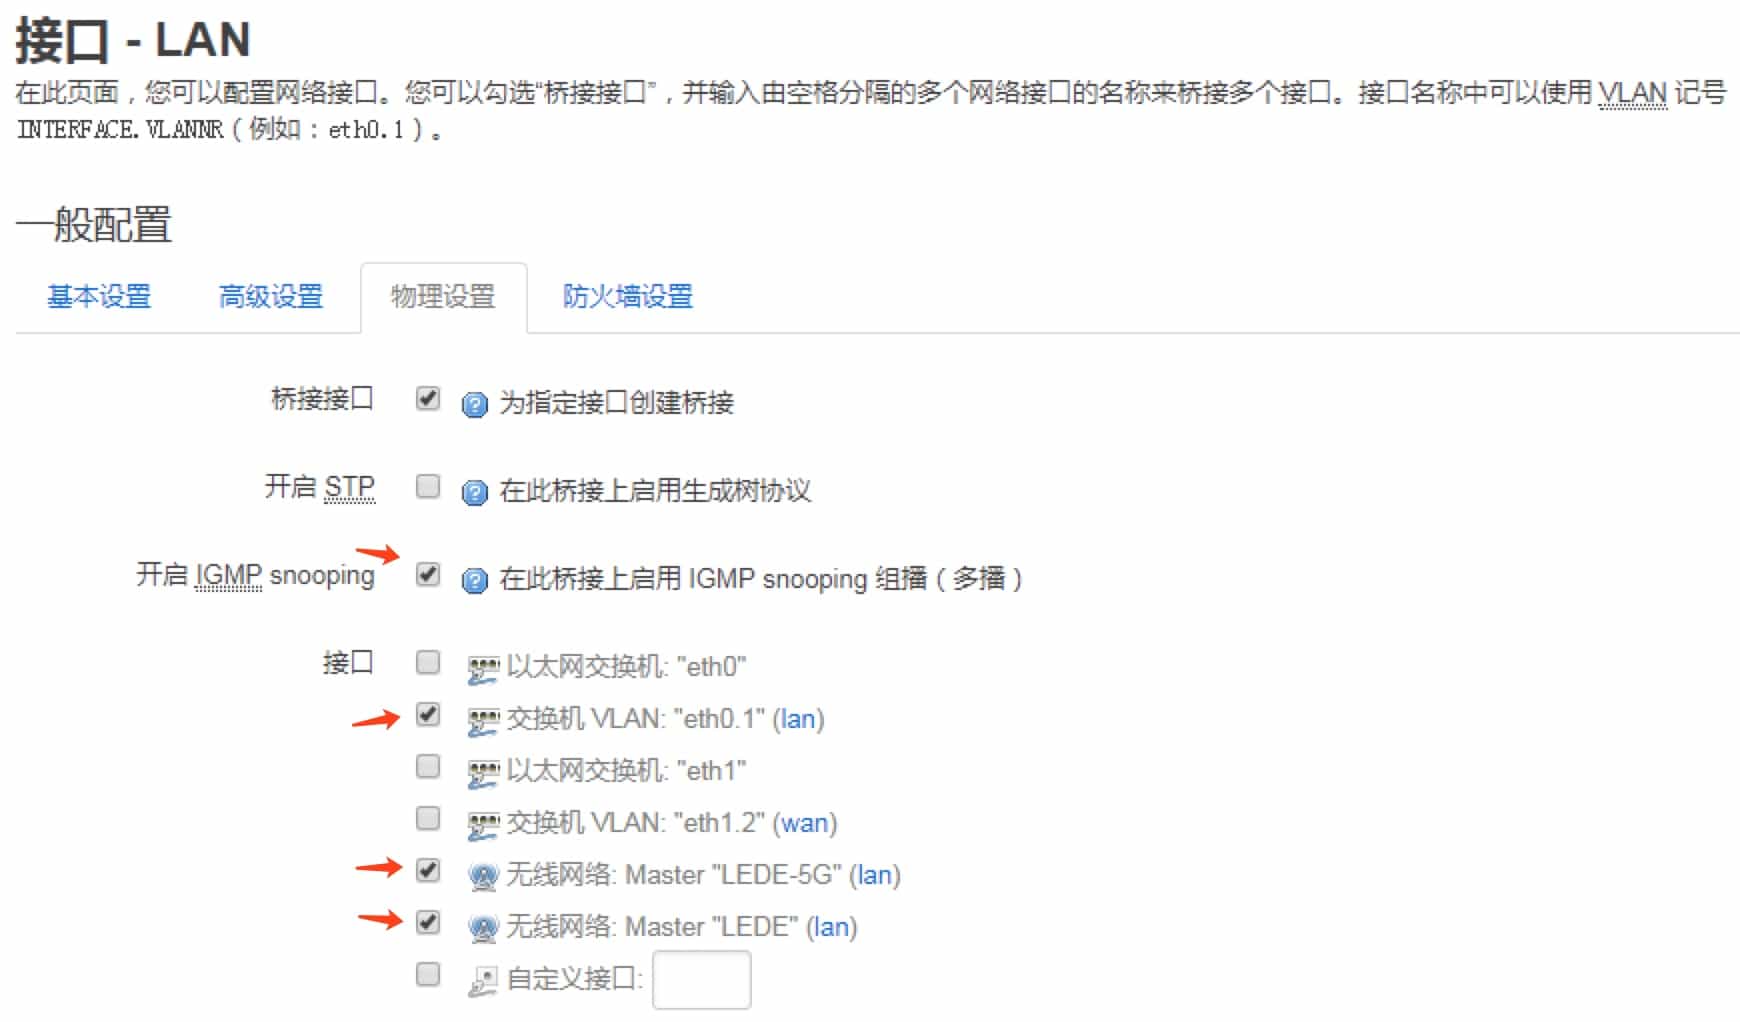 接口 - LAN
在此页面，您可以配置网络接口。您可以勾选“桥接接口”，并输入由空格分隔的多个网络接口的名称来桥接多个接口。接口名称中可以使用 VLAN 记号
INTERFACE.VLANNR（例如：eth0.1）。
一般配置
基本设置 高级设置 物理设置 防火墙设置
桥接接口 为指定接口创建桥接
开启 STP 在此桥接上启用生成树协议
开启 IGMP snooping 在此桥接上启用 IGMP snooping 组播（多播）
接口 以太网交换机: "eth0"
交换机 VLAN: "eth0.1" (lan)
以太网交换机: "eth1"
交换机 VLAN: "eth1.2" (wan)
无线网络: Master "LEDE-5G" (lan)
无线网络: Master "LEDE" (lan)
自定义接口: